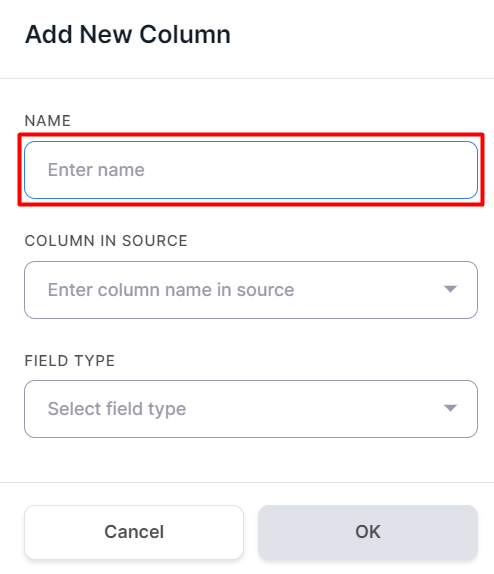 Add New Column
NAME
Enter name
COLUMN IN SOURCE
Enter column name in source
FIELD TYPE
Select field type
Cancel
OK